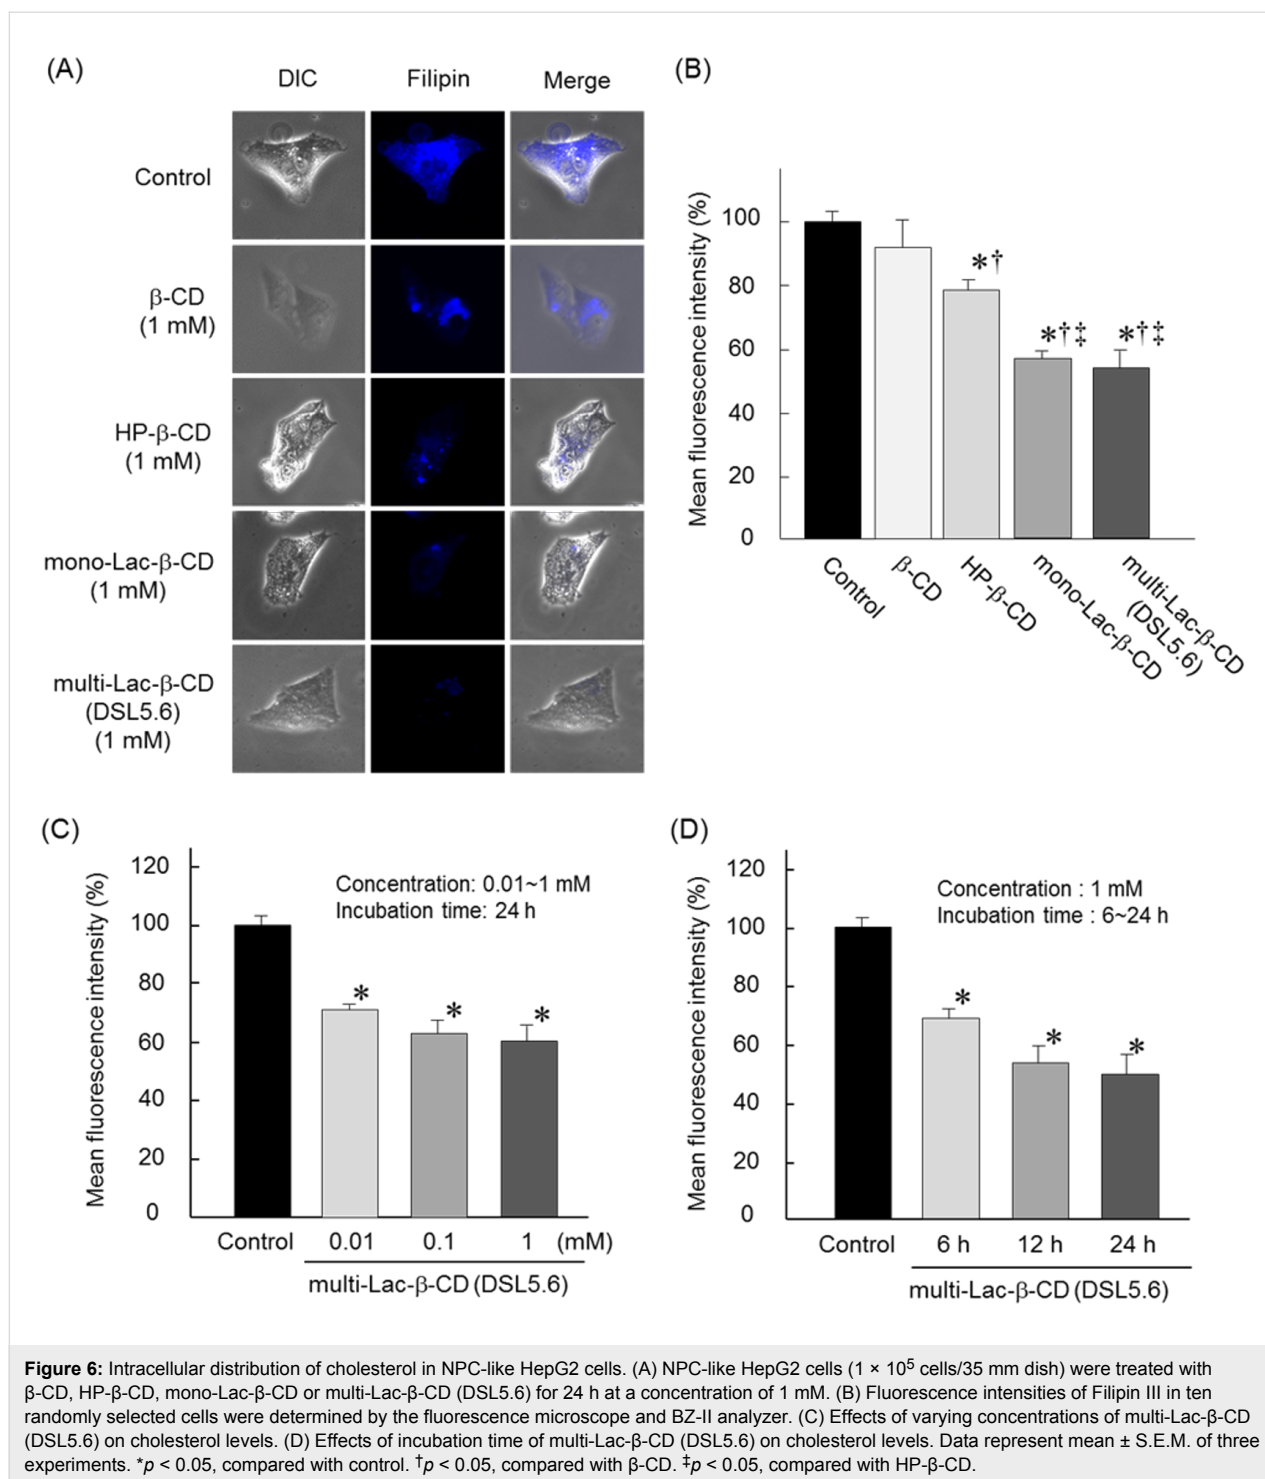 (A)
DIC Filipin Merge
Control
β-CD
(1 mM)
HP-β-CD
(1 mM)
mono-Lac-β-CD
(1 mM)
multi-Lac-β-CD
(DSL5.6)
(1 mM)
(B)
Mean fluorescence intensity (%)
100
80
60
40
20
0
*†
*†‡
*†‡
Control
β-CD
HP-β-CD
mono-Lac-β-CD
multi-Lac-β-CD
(DSL5.6)
(C)
Mean fluorescence intensity (%)
120
100
80
60
40
20
0
Concentration: 0.01~1 mM
Incubation time: 24 h
*
*
*
Control 0.01 0.1 1 (mM)
multi-Lac-β-CD (DSL5.6)
(D)
Mean fluorescence intensity (%)
120
100
80
60
40
20
0
Concentration : 1 mM
Incubation time : 6~24 h
*
*
*
Control 6 h 12 h 24 h
multi-Lac-β-CD (DSL5.6)
Figure 6: Intracellular distribution of cholesterol in NPC-like HepG2 cells. (A) NPC-like HepG2 cells (1 × 10⁵ cells/35 mm dish) were treated with
β-CD, HP-β-CD, mono-Lac-β-CD or multi-Lac-β-CD (DSL5.6) for 24 h at a concentration of 1 mM. (B) Fluorescence intensities of Filipin III in ten
randomly selected cells were determined by the fluorescence microscope and BZ-II analyzer. (C) Effects of varying concentrations of multi-Lac-β-CD
(DSL5.6) on cholesterol levels. (D) Effects of incubation time of multi-Lac-β-CD (DSL5.6) on cholesterol levels. Data represent mean ± S.E.M. of three
experiments. *p < 0.05, compared with control. †p < 0.05, compared with β-CD. ‡p < 0.05, compared with HP-β-CD.